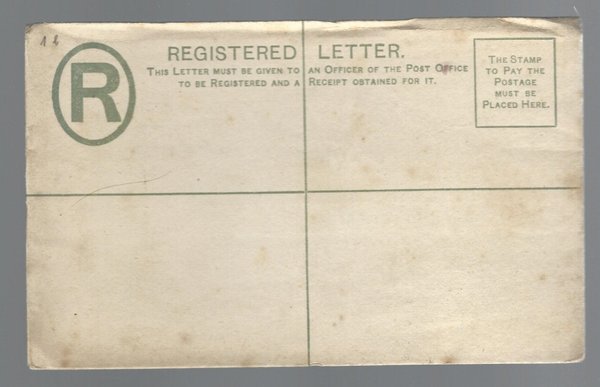 R
REGISTERED LETTER.
THIS LETTER MUST BE GIVEN TO AN OFFICER OF THE POST OFFICE
TO BE REGISTERED AND A RECEIPT OBTAINED FOR IT.
THE STAMP
TO PAY THE
POSTAGE
MUST BE
PLACED HERE.